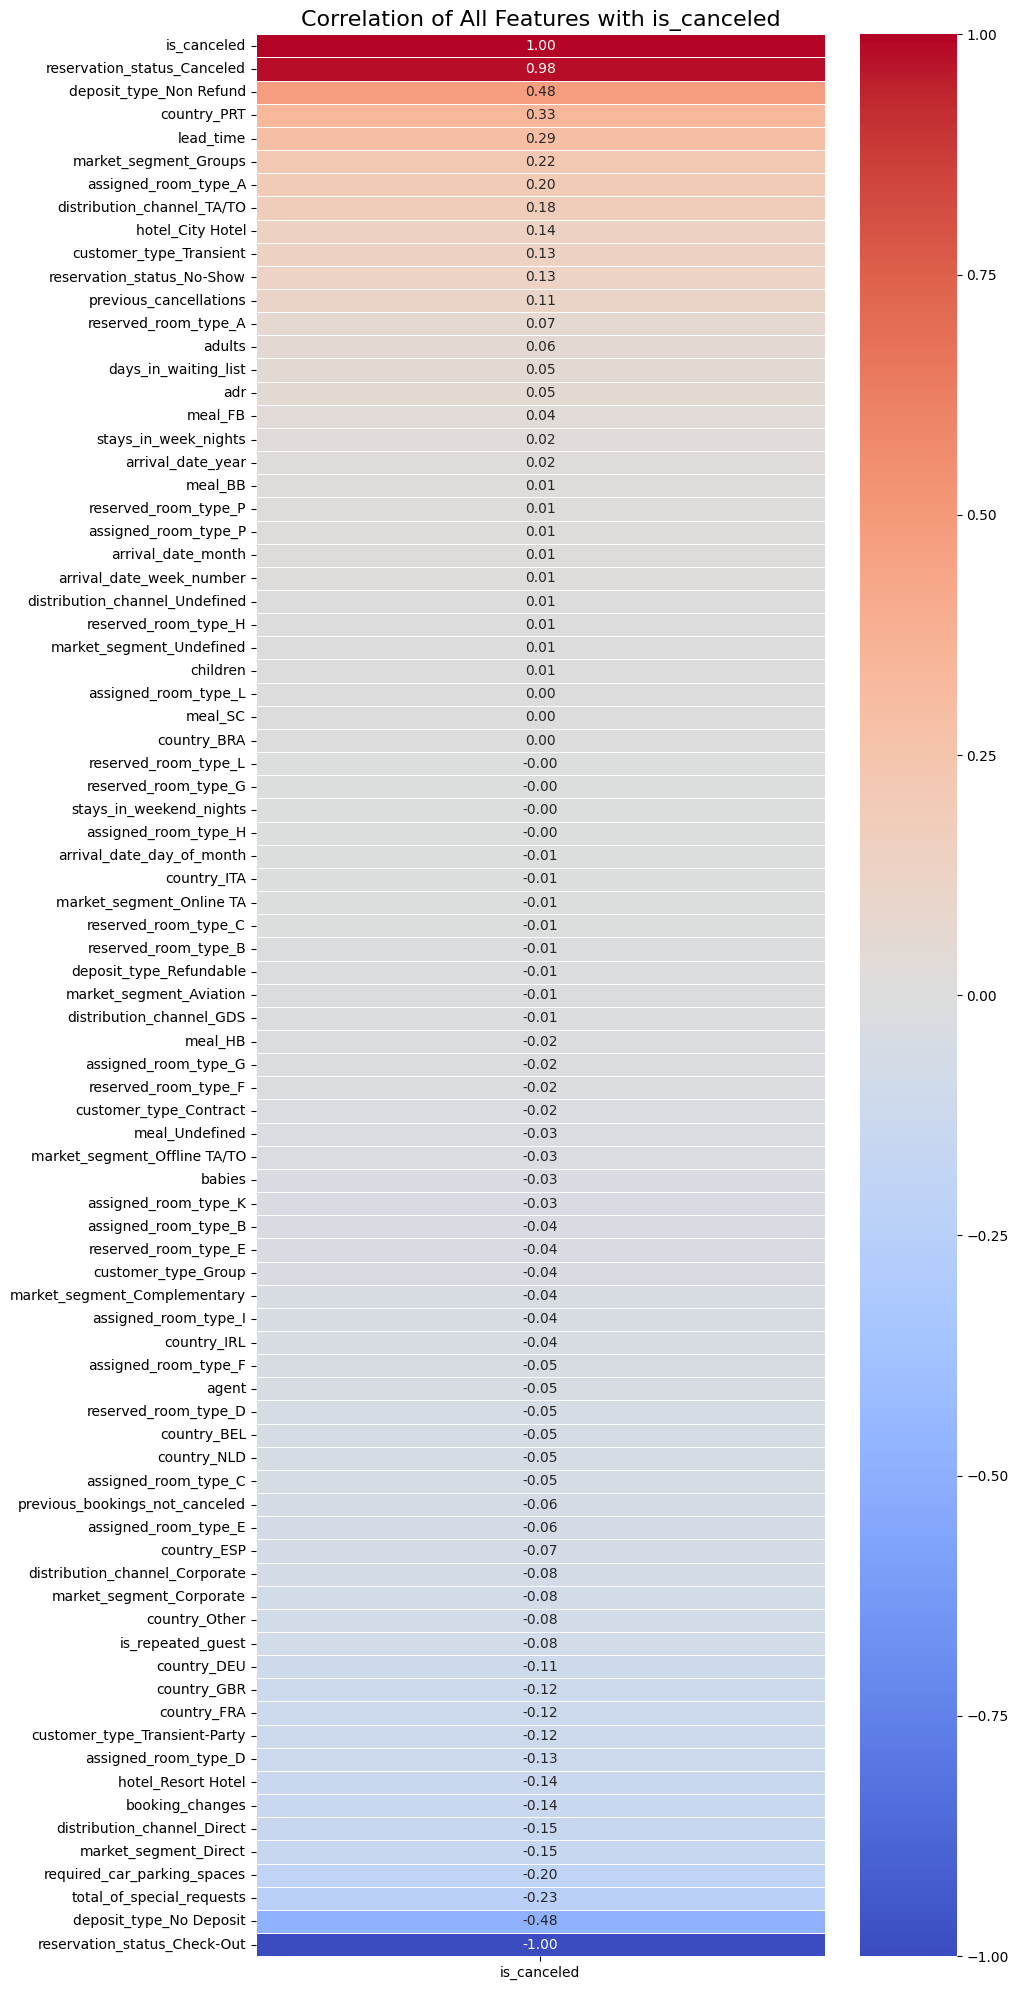 Correlation of All Features with is_canceled
is_canceled 1.00
reservation_status_Canceled 0.98
deposit_type_Non Refund 0.48
country_PRT 0.33
lead_time 0.29
market_segment_Groups 0.22
assigned_room_type_A 0.20
distribution_channel_TA/TO 0.18
hotel_City Hotel 0.14
customer_type_Transient 0.13
reservation_status_No-Show 0.13
previous_cancellations 0.11
reserved_room_type_A 0.07
adults 0.06
days_in_waiting_list 0.05
adr 0.05
meal_FB 0.04
stays_in_week_nights 0.02
arrival_date_year 0.02
meal_BB 0.01
reserved_room_type_P 0.01
assigned_room_type_P 0.01
arrival_date_month 0.01
arrival_date_week_number 0.01
distribution_channel_Undefined 0.01
reserved_room_type_H 0.01
market_segment_Undefined 0.01
children 0.01
assigned_room_type_L 0.00
meal_SC 0.00
country_BRA 0.00
reserved_room_type_L -0.00
reserved_room_type_G -0.00
stays_in_weekend_nights -0.00
assigned_room_type_H -0.00
arrival_date_day_of_month -0.01
country_ITA -0.01
market_segment_Online TA -0.01
reserved_room_type_C -0.01
reserved_room_type_B -0.01
deposit_type_Refundable -0.01
market_segment_Aviation -0.01
distribution_channel_GDS -0.01
meal_HB -0.02
assigned_room_type_G -0.02
reserved_room_type_F -0.02
customer_type_Contract -0.02
meal_Undefined -0.03
market_segment_Offline TA/TO -0.03
babies -0.03
assigned_room_type_K -0.03
assigned_room_type_B -0.04
reserved_room_type_E -0.04
customer_type_Group -0.04
market_segment_Complementary -0.04
assigned_room_type_I -0.04
country_IRL -0.04
assigned_room_type_F -0.05
agent -0.05
reserved_room_type_D -0.05
country_BEL -0.05
country_NLD -0.05
assigned_room_type_C -0.05
previous_bookings_not_canceled -0.06
assigned_room_type_E -0.06
country_ESP -0.07
distribution_channel_Corporate -0.08
market_segment_Corporate -0.08
country_Other -0.08
is_repeated_guest -0.08
country_DEU -0.11
country_GBR -0.12
country_FRA -0.12
customer_type_Transient-Party -0.12
assigned_room_type_D -0.13
hotel_Resort Hotel -0.14
booking_changes -0.14
distribution_channel_Direct -0.15
market_segment_Direct -0.15
required_car_parking_spaces -0.20
total_of_special_requests -0.23
deposit_type_No Deposit -0.48
reservation_status_Check-Out -1.00
is_canceled
1.00
0.75
0.50
0.25
0.00
−0.25
−0.50
−0.75
−1.00